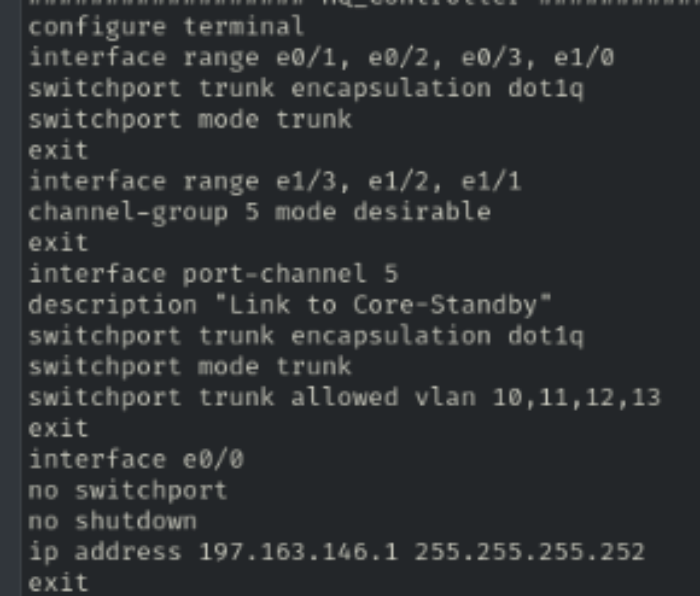 configure terminal
interface range e0/1, e0/2, e0/3, e1/0
switchport trunk encapsulation dot1q
switchport mode trunk
exit
interface range e1/3, e1/2, e1/1
channel-group 5 mode desirable
exit
interface port-channel 5
description "Link to Core-Standby"
switchport trunk encapsulation dot1q
switchport mode trunk
switchport trunk allowed vlan 10,11,12,13
exit
interface e0/0
no switchport
no shutdown
ip address 197.163.146.1 255.255.255.252
exit